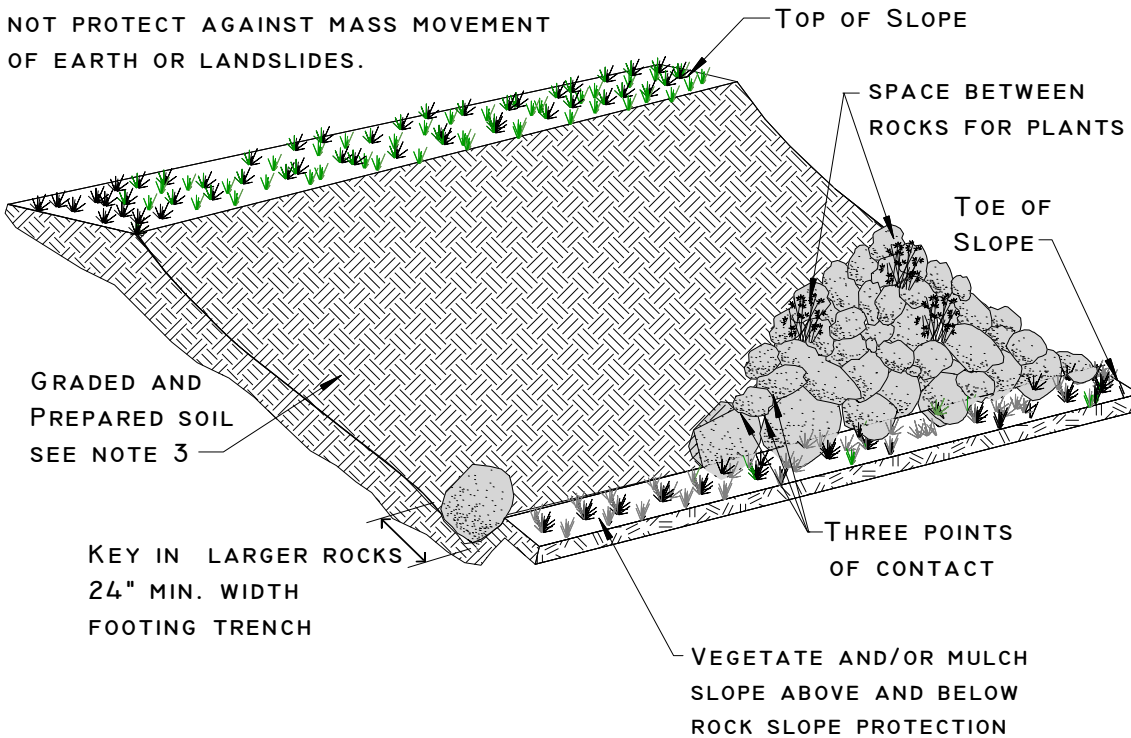 NOT PROTECT AGAINST MASS MOVEMENT
OF EARTH OR LANDSLIDES.
TOP OF SLOPE
SPACE BETWEEN
ROCKS FOR PLANTS
TOE OF
SLOPE
GRADED AND
PREPARED SOIL
SEE NOTE 3
KEY IN LARGER ROCKS
24" MIN. WIDTH
FOOTING TRENCH
THREE POINTS
OF CONTACT
VEGETATE AND/OR MULCH
SLOPE ABOVE AND BELOW
ROCK SLOPE PROTECTION